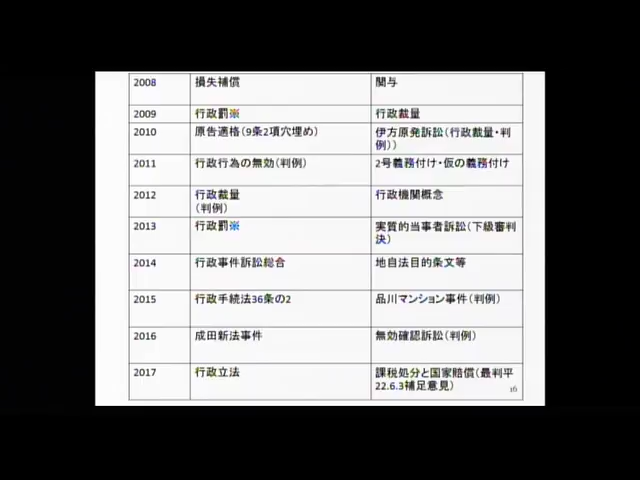 2008 損失補償 関与
2009 行政罰※ 行政裁量
2010 原告適格(9条2項穴埋め) 伊方原発訴訟(行政裁量・判
例))
2011 行政行為の無効(判例) 2号義務付け・仮の義務付け
2012 行政裁量 行政機関概念
(判例)
2013 行政罰※ 実質的当事者訴訟(下級審判
決)
2014 行政事件訴訟総合 地自法目的条文等
2015 行政手続法36条の2 品川マンション事件(判例)
2016 成田新法事件 無効確認訴訟(判例)
2017 行政立法 課税処分と国家賠償(最判平
22.6.3補足意見)
16